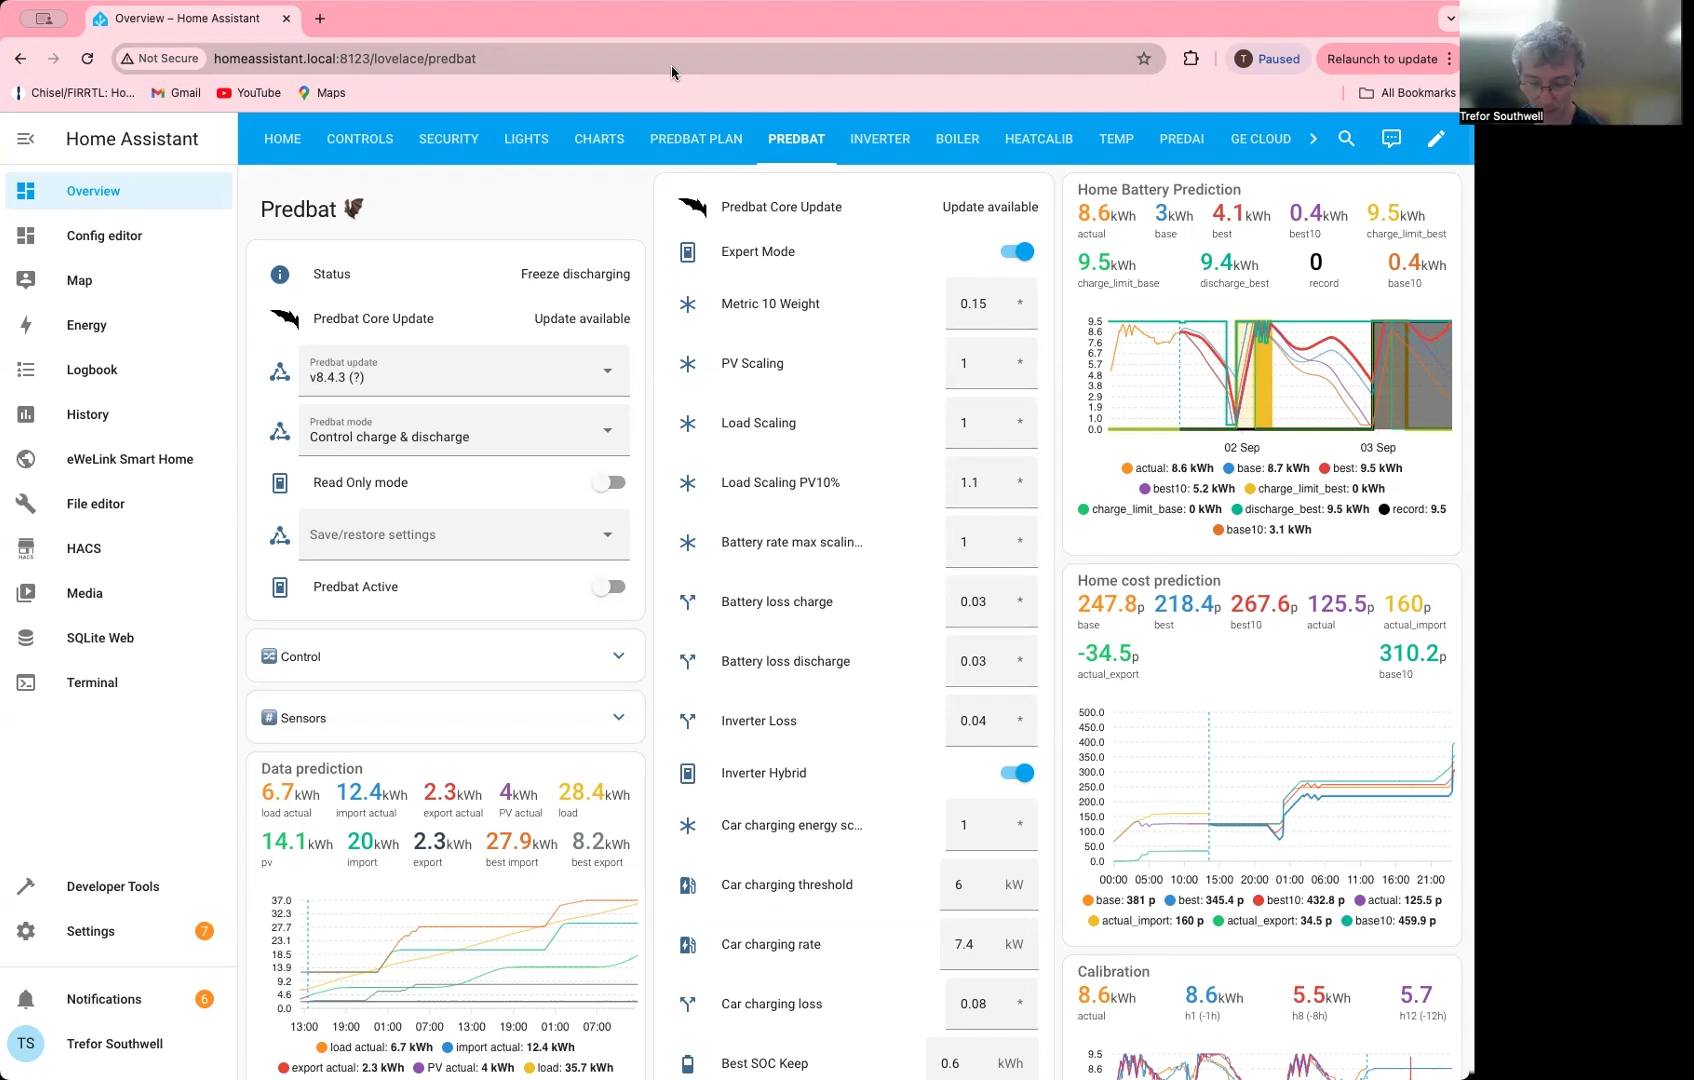 Overview – Home Assistant
Not Secure
homeassistant.local:8123/lovelace/predbat
T Paused
Relaunch to update
Chisel/FIRRTL: Ho...
Gmail
YouTube
Maps
All Bookmarks
Trefor Southwell
Home Assistant
HOME
CONTROLS
SECURITY
LIGHTS
CHARTS
PREDBAT PLAN
PREDBAT
INVERTER
BOILER
HEATCALIB
TEMP
PREDAI
GE CLOUD
Overview
Config editor
Map
Energy
Logbook
History
eWeLink Smart Home
File editor
HACS
HACS
Media
SQLite Web
Terminal
Developer Tools
Settings 7
Notifications 6
TS Trefor Southwell
Predbat
Status Freeze discharging
Predbat Core Update Update available
Predbat update
v8.4.3 (?)
Predbat mode
Control charge & discharge
Read Only mode
Save/restore settings
Predbat Active
Control
# Sensors
Data prediction
6.7kWh 12.4kWh 2.3kWh 4kWh 28.4kWh
load actual import actual export actual PV actual load
14.1kWh 20kWh 2.3kWh 27.9kWh 8.2kWh
pv import export best import best export
37.0
32.3
27.7
23.1
18.5
13.9
9.2
4.6
0.0
13:00 19:00 01:00 07:00 13:00 19:00 01:00 07:00
load actual: 6.7 kWh import actual: 12.4 kWh
export actual: 2.3 kWh PV actual: 4 kWh load: 35.7 kWh
Predbat Core Update Update available
Expert Mode
Metric 10 Weight 0.15 *
PV Scaling 1 *
Load Scaling 1 *
Load Scaling PV10% 1.1 *
Battery rate max scalin... 1 *
Battery loss charge 0.03 *
Battery loss discharge 0.03 *
Inverter Loss 0.04 *
Inverter Hybrid
Car charging energy sc... 1 *
Car charging threshold 6 kW
Car charging rate 7.4 kW
Car charging loss 0.08 *
Best SOC Keep 0.6 kWh
Home Battery Prediction
8.6kWh 3kWh 4.1kWh 0.4kWh 9.5kWh
actual base best best10 charge_limit_best
9.5kWh 9.4kWh 0 0.4kWh
charge_limit_base discharge_best record base10
9.5
8.6
7.6
6.7
5.7
4.8
3.8
2.9
1.9
1.0
0.0
02 Sep 03 Sep
actual: 8.6 kWh base: 8.7 kWh best: 9.5 kWh
best10: 5.2 kWh charge_limit_best: 0 kWh
charge_limit_base: 0 kWh discharge_best: 9.5 kWh record: 9.5
base10: 3.1 kWh
Home cost prediction
247.8p 218.4p 267.6p 125.5p 160p
base best best10 actual actual_import
-34.5p 310.2p
actual_export base10
500.0
450.0
400.0
350.0
300.0
250.0
200.0
150.0
100.0
50.0
0.0
00:00 05:00 10:00 15:00 20:00 01:00 06:00 11:00 16:00 21:00
base: 381 p best: 345.4 p best10: 432.8 p actual: 125.5 p
actual_import: 160 p actual_export: 34.5 p base10: 459.9 p
Calibration
8.6kWh 8.6kWh 5.5kWh 5.7
actual h1 (-1h) h8 (-8h) h12 (-12h)
9.5
8.6